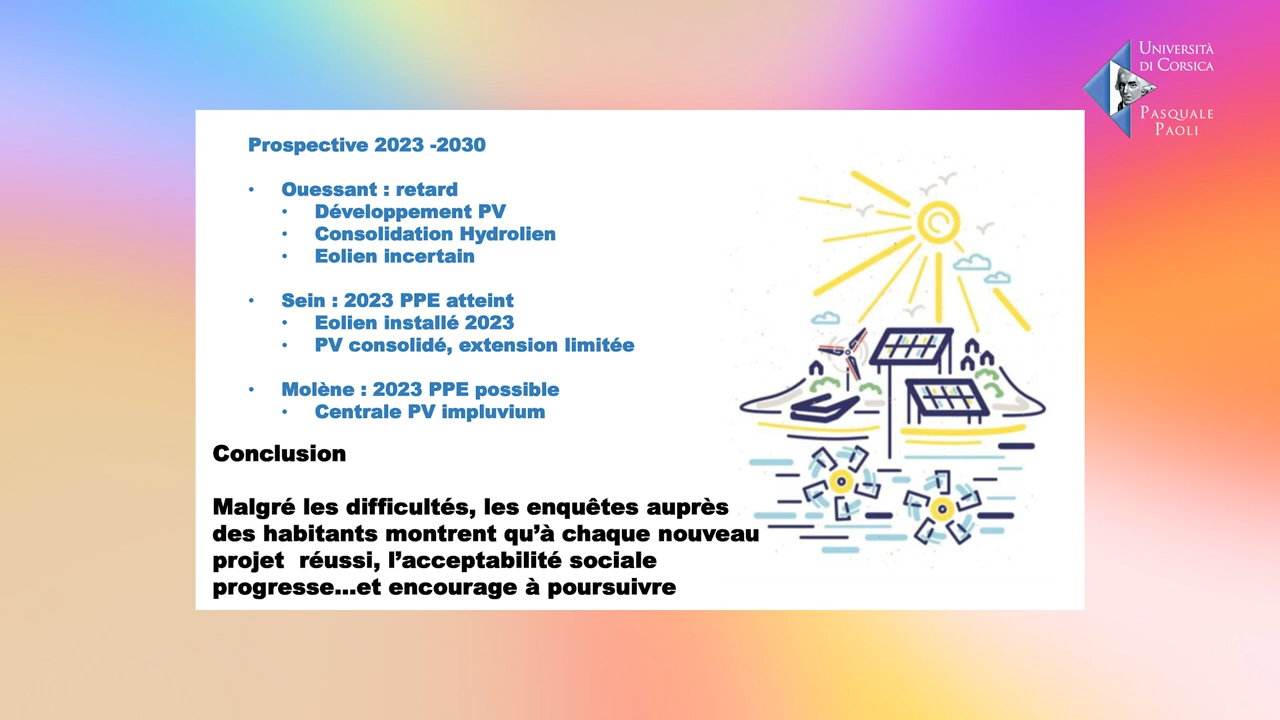 UNIVERSITÀ
DI CORSICA
PASQUALE
PAOLI
Prospective 2023 -2030
• Ouessant : retard
• Développement PV
• Consolidation Hydrolien
• Eolien incertain
• Sein : 2023 PPE atteint
• Eolien installé 2023
• PV consolidé, extension limitée
• Molène : 2023 PPE possible
• Centrale PV impluvium
Conclusion
Malgré les difficultés, les enquêtes auprès
des habitants montrent qu’à chaque nouveau
projet  réussi, l’acceptabilité sociale
progresse...et encourage à poursuivre